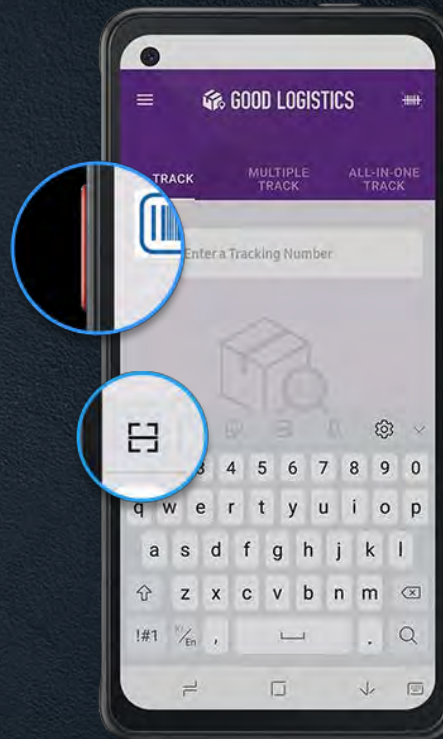 GOOD LOGISTICS
TRACK
MULTIPLE
TRACK
ALL-IN-ONE
TRACK
Enter a Tracking Number
3 4 5 6 7 8 9 0
q w e r t y u i o p
a s d f g h j k l
z x c v b n m
!#1 En , .